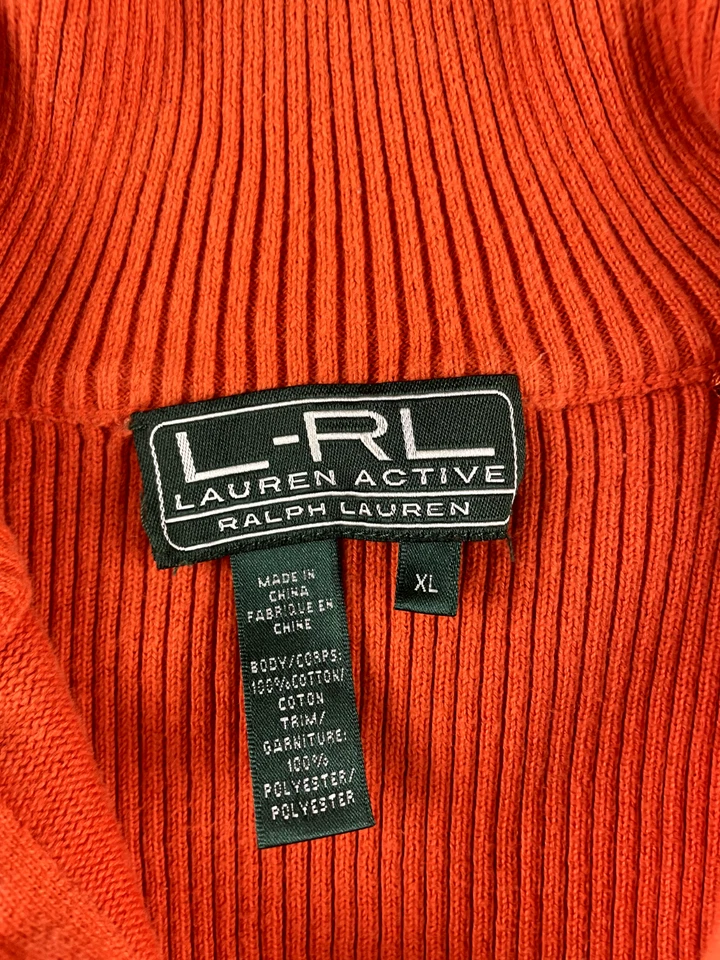 L-RL
LAUREN ACTIVE
RALPH LAUREN
XL
MADE IN
CHINA
FABRIQUE EN
CHINE
BODY/CORPS:
100%COTTON/
COTON
TRIM/
GARNITURE:
100%
POLYESTER/
POLYESTER